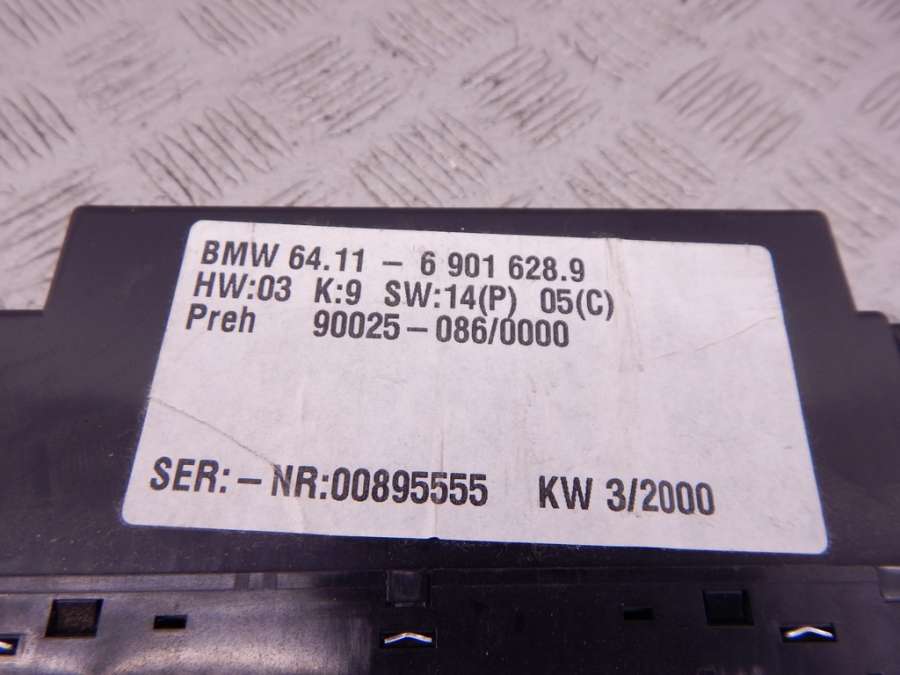 BMW 64.11 – 6 901 628.9
HW:03 K:9 SW:14(P) 05(C)
Preh 90025–086/0000
SER:–NR:00895555 KW 3/2000